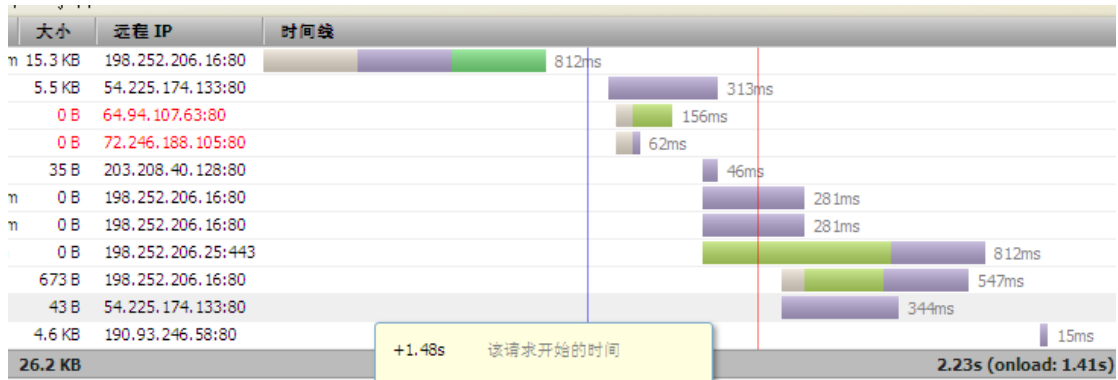 大小 远程 IP 时间线
m 15.3 KB 198.252.206.16:80 812ms
5.5 KB 54.225.174.133:80 313ms
0 B 64.94.107.63:80 156ms
0 B 72.246.188.105:80 62ms
35 B 203.208.40.128:80 46ms
m 0 B 198.252.206.16:80 281ms
m 0 B 198.252.206.16:80 281ms
0 B 198.252.206.25:443 812ms
673 B 198.252.206.16:80 547ms
43 B 54.225.174.133:80 344ms
4.6 KB 190.93.246.58:80 15ms
+1.48s 该请求开始的时间
26.2 KB 2.23s (onload: 1.41s)